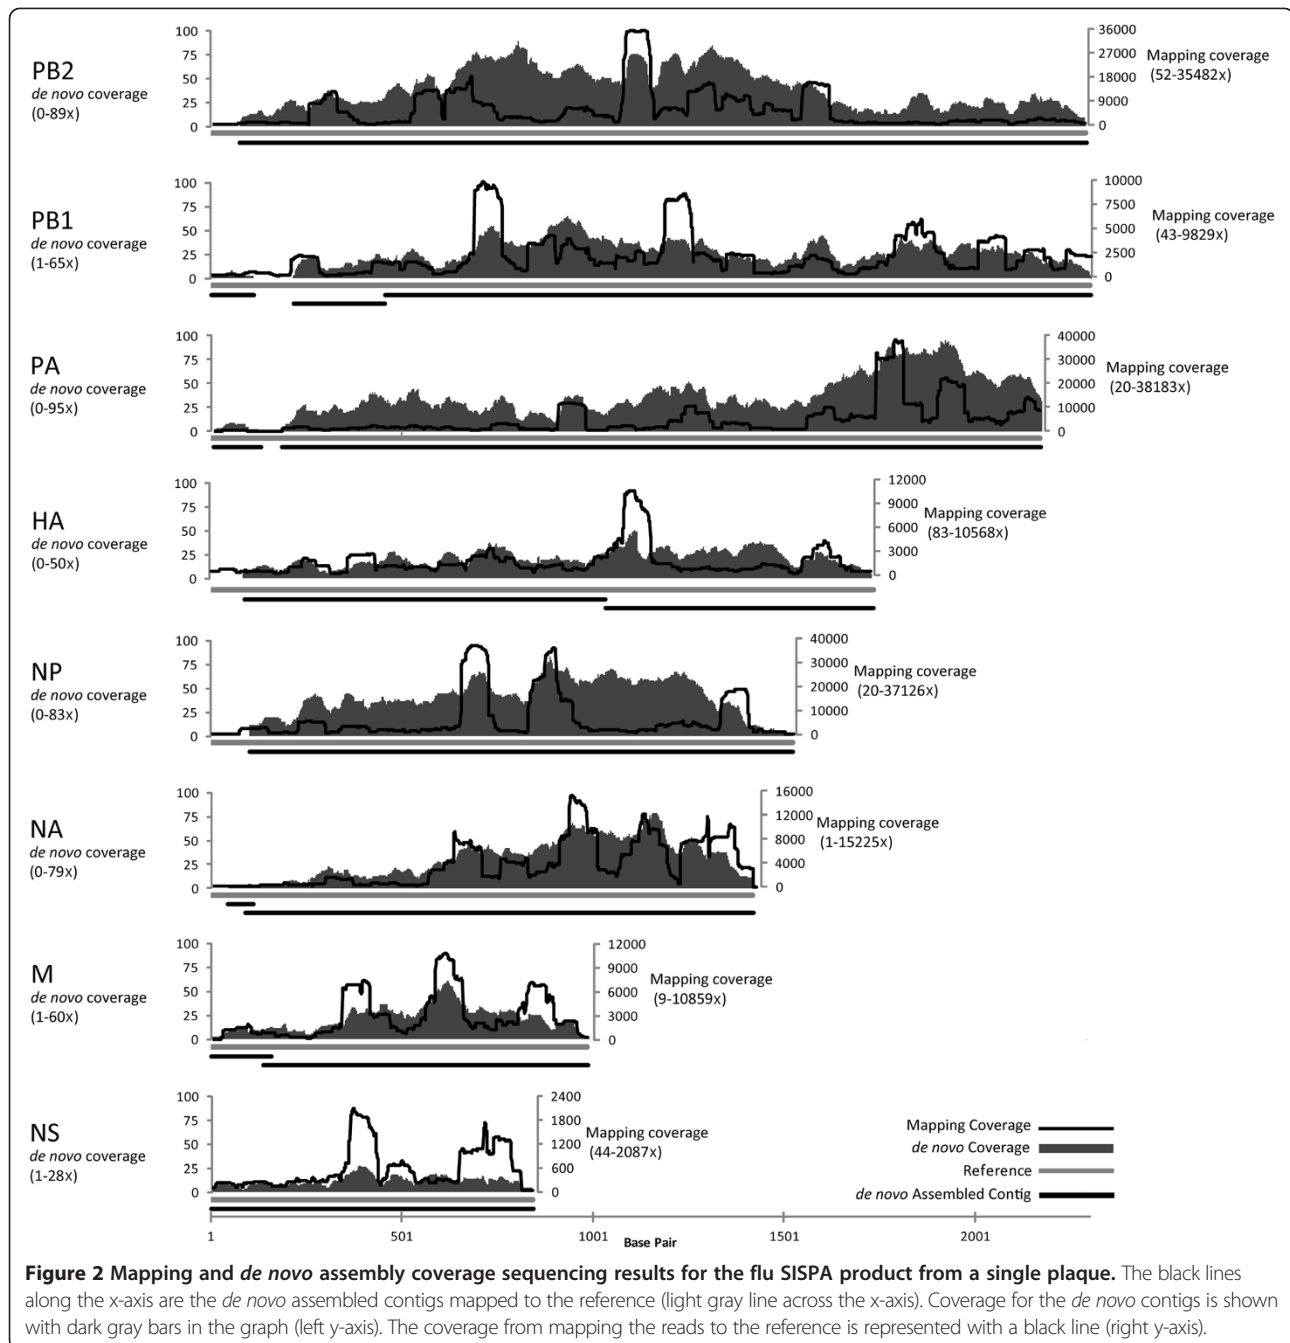 100
75
50
25
0
PB2
de novo coverage
(0-89x)
36000
27000
18000
9000
0
Mapping coverage
(52-35482x)
100
75
50
25
0
PB1
de novo coverage
(1-65x)
10000
7500
5000
2500
0
Mapping coverage
(43-9829x)
100
75
50
25
0
PA
de novo coverage
(0-95x)
40000
30000
20000
10000
0
Mapping coverage
(20-38183x)
100
75
50
25
0
HA
de novo coverage
(0-50x)
12000
9000
6000
3000
0
Mapping coverage
(83-10568x)
100
75
50
25
0
NP
de novo coverage
(0-83x)
40000
30000
20000
10000
0
Mapping coverage
(20-37126x)
100
75
50
25
0
NA
de novo coverage
(0-79x)
16000
12000
8000
4000
0
Mapping coverage
(1-15225x)
100
75
50
25
0
M
de novo coverage
(1-60x)
12000
9000
6000
3000
0
Mapping coverage
(9-10859x)
100
75
50
25
0
NS
de novo coverage
(1-28x)
2400
1800
1200
600
0
Mapping coverage
(44-2087x)
Mapping Coverage
de novo Coverage
Reference
de novo Assembled Contig
1
501
1001
1501
2001
Base Pair
Figure 2 Mapping and de novo assembly coverage sequencing results for the flu SISPA product from a single plaque. The black lines
along the x-axis are the de novo assembled contigs mapped to the reference (light gray line across the x-axis). Coverage for the de novo contigs is shown
with dark gray bars in the graph (left y-axis). The coverage from mapping the reads to the reference is represented with a black line (right y-axis).